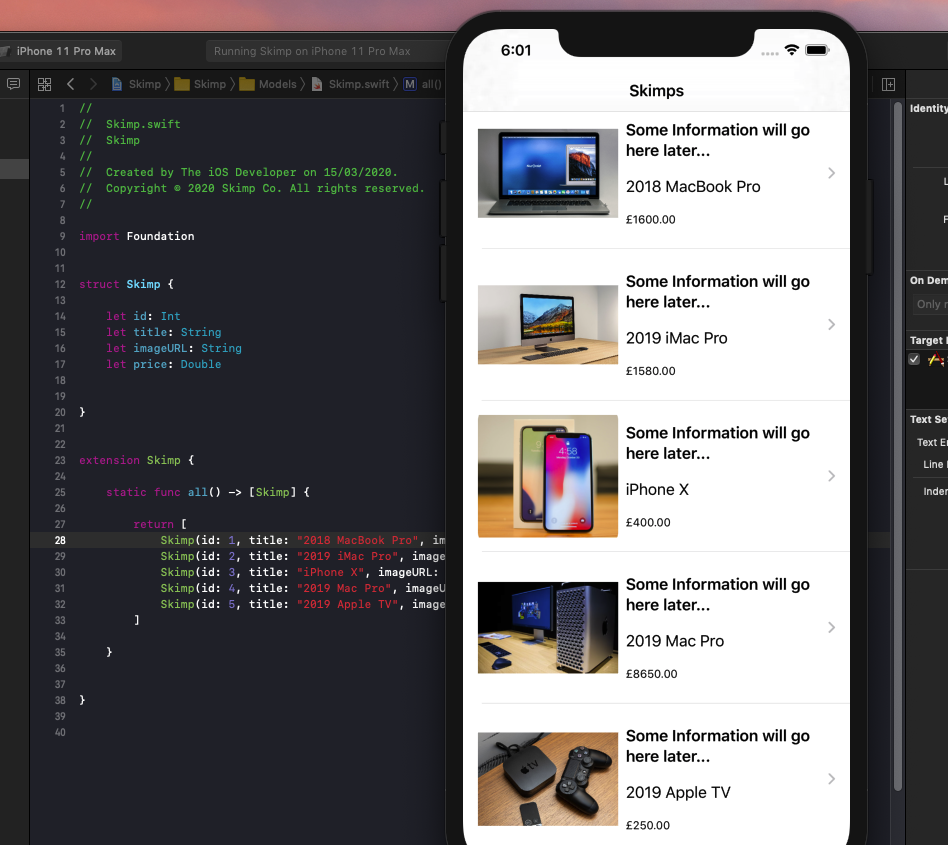 iPhone 11 Pro Max
Running Skimp on iPhone 11 Pro Max
Skimp
Skimp
Models
Skimp.swift
M
all()
1 //
2 // Skimp.swift
3 // Skimp
4 //
5 // Created by The iOS Developer on 15/03/2020.
6 // Copyright © 2020 Skimp Co. All rights reserved.
7 //
8
9 import Foundation
10
11
12 struct Skimp {
13
14 let id: Int
15 let title: String
16 let imageURL: String
17 let price: Double
18
19
20 }
21
22
23 extension Skimp {
24
25 static func all() -> [Skimp] {
26
27 return [
28 Skimp(id: 1, title: "2018 MacBook Pro", im
29 Skimp(id: 2, title: "2019 iMac Pro", image
30 Skimp(id: 3, title: "iPhone X", imageURL:
31 Skimp(id: 4, title: "2019 Mac Pro", imageU
32 Skimp(id: 5, title: "2019 Apple TV", image
33 ]
34
35 }
36
37
38 }
39
40
6:01
Skimps
Some Information will go
here later...
2018 MacBook Pro
£1600.00
Some Information will go
here later...
2019 iMac Pro
£1580.00
Some Information will go
here later...
iPhone X
£400.00
4:58
Some Information will go
here later...
2019 Mac Pro
£8650.00
Some Information will go
here later...
2019 Apple TV
£250.00
tv
Identity
L
F
On Dem
Only r
Target
Text Se
Text En
Line
Inden